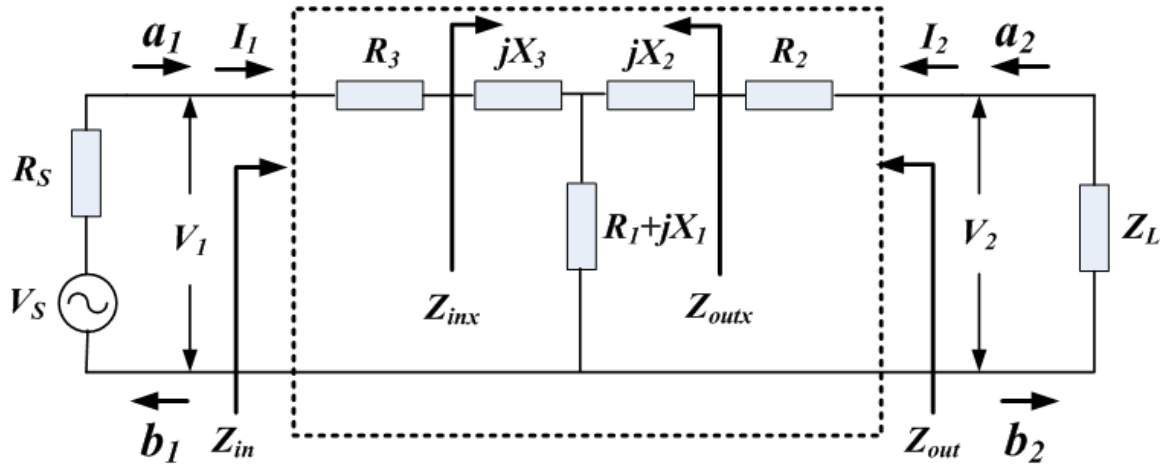 a1 I1 I2 a2
R3 jX3 jX2 R2
RS
V1 R1+jX1 V2 ZL
VS
Zinx Zoutx
b1 Zin Zout b2